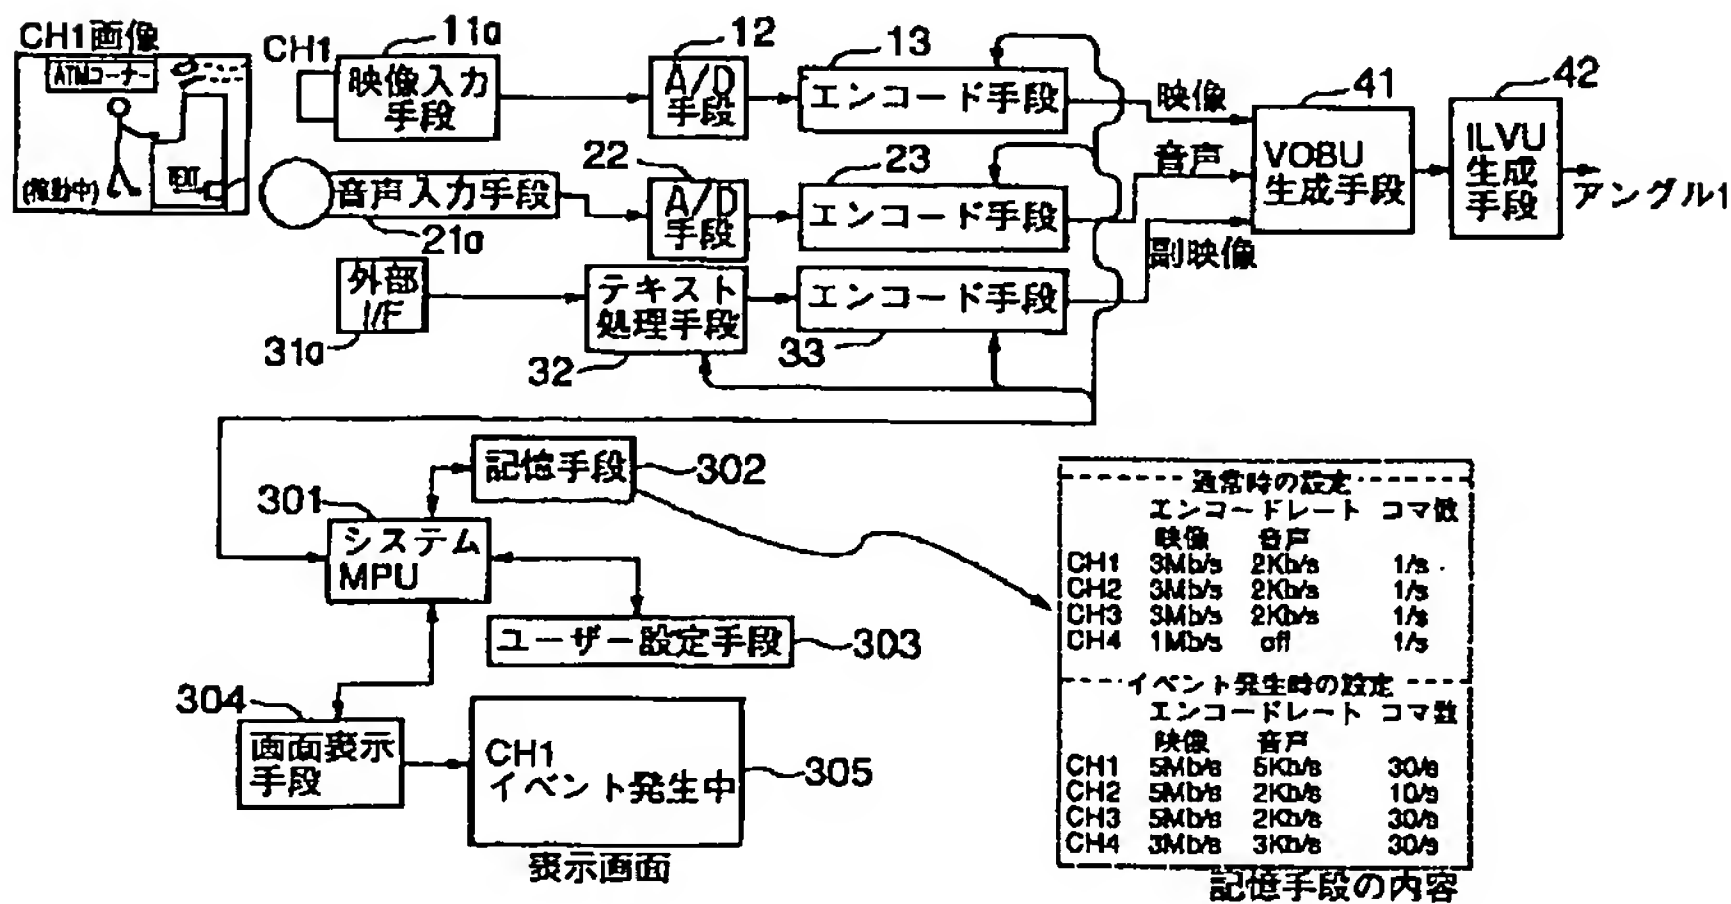 CH1画像
ATMコーナー
(稼動中)
CH1
11a
映像入力
手段
12
A/D
手段
13
エンコード手段
映像
41
VOBU
生成手段
42
ILVU
生成
手段
アングル1
音声入力手段
21a
22
A/D
手段
23
エンコード手段
音声
外部
I/F
31a
テキスト
処理手段
32
エンコード手段
33
副映像
記憶手段
302
301
システム
MPU
ユーザー設定手段
303
304
画面表示
手段
CH1
イベント発生中
305
表示画面
通常時の設定
エンコードレート コマ数
映像 音声
CH1 3Mb/s 2Kb/s 1/s
CH2 3Mb/s 2Kb/s 1/s
CH3 3Mb/s 2Kb/s 1/s
CH4 1Mb/s off 1/s
イベント発生時の設定
エンコードレート コマ数
映像 音声
CH1 5Mb/s 5Kb/s 30/s
CH2 5Mb/s 2Kb/s 10/s
CH3 5Mb/s 2Kb/s 30/s
CH4 3Mb/s 3Kb/s 30/s
記憶手段の内容